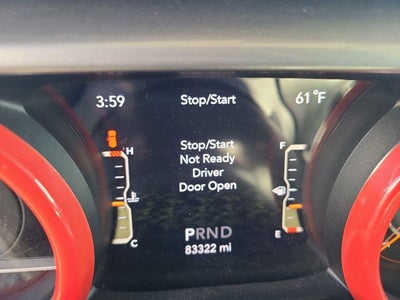 3:59 Stop/Start 61°F
Stop/Start
Not Ready
Driver
Door Open
H
F
C
E
PRND
83322 mi